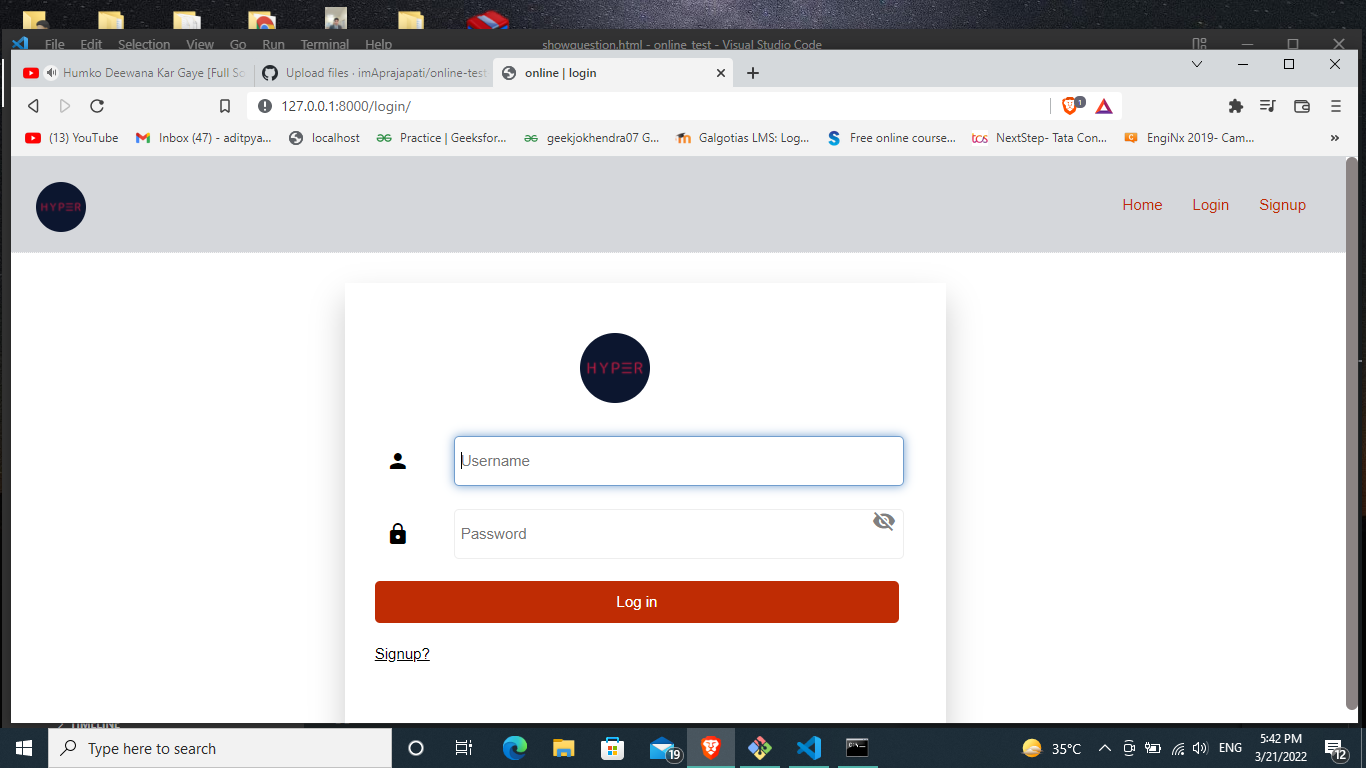 File Edit Selection View Go Run Terminal Help showquestion.html - online_test - Visual Studio Code
Humko Deewana Kar Gaye [Full So Upload files · imAprajapati/online-test online | login
127.0.0.1:8000/login/ 1
(13) YouTube Inbox (47) - aditpya... localhost Practice | Geeksfor... geekjokhendra07 G... Galgotias LMS: Log... Free online course... NextStep- Tata Con... EngiNx 2019- Cam... »
HYPER Home Login Signup
HYPER
Username
Password
Log in
Signup?
TIMELINE
Type here to search 19 35°C ENG 5:42 PM
3/21/2022 12